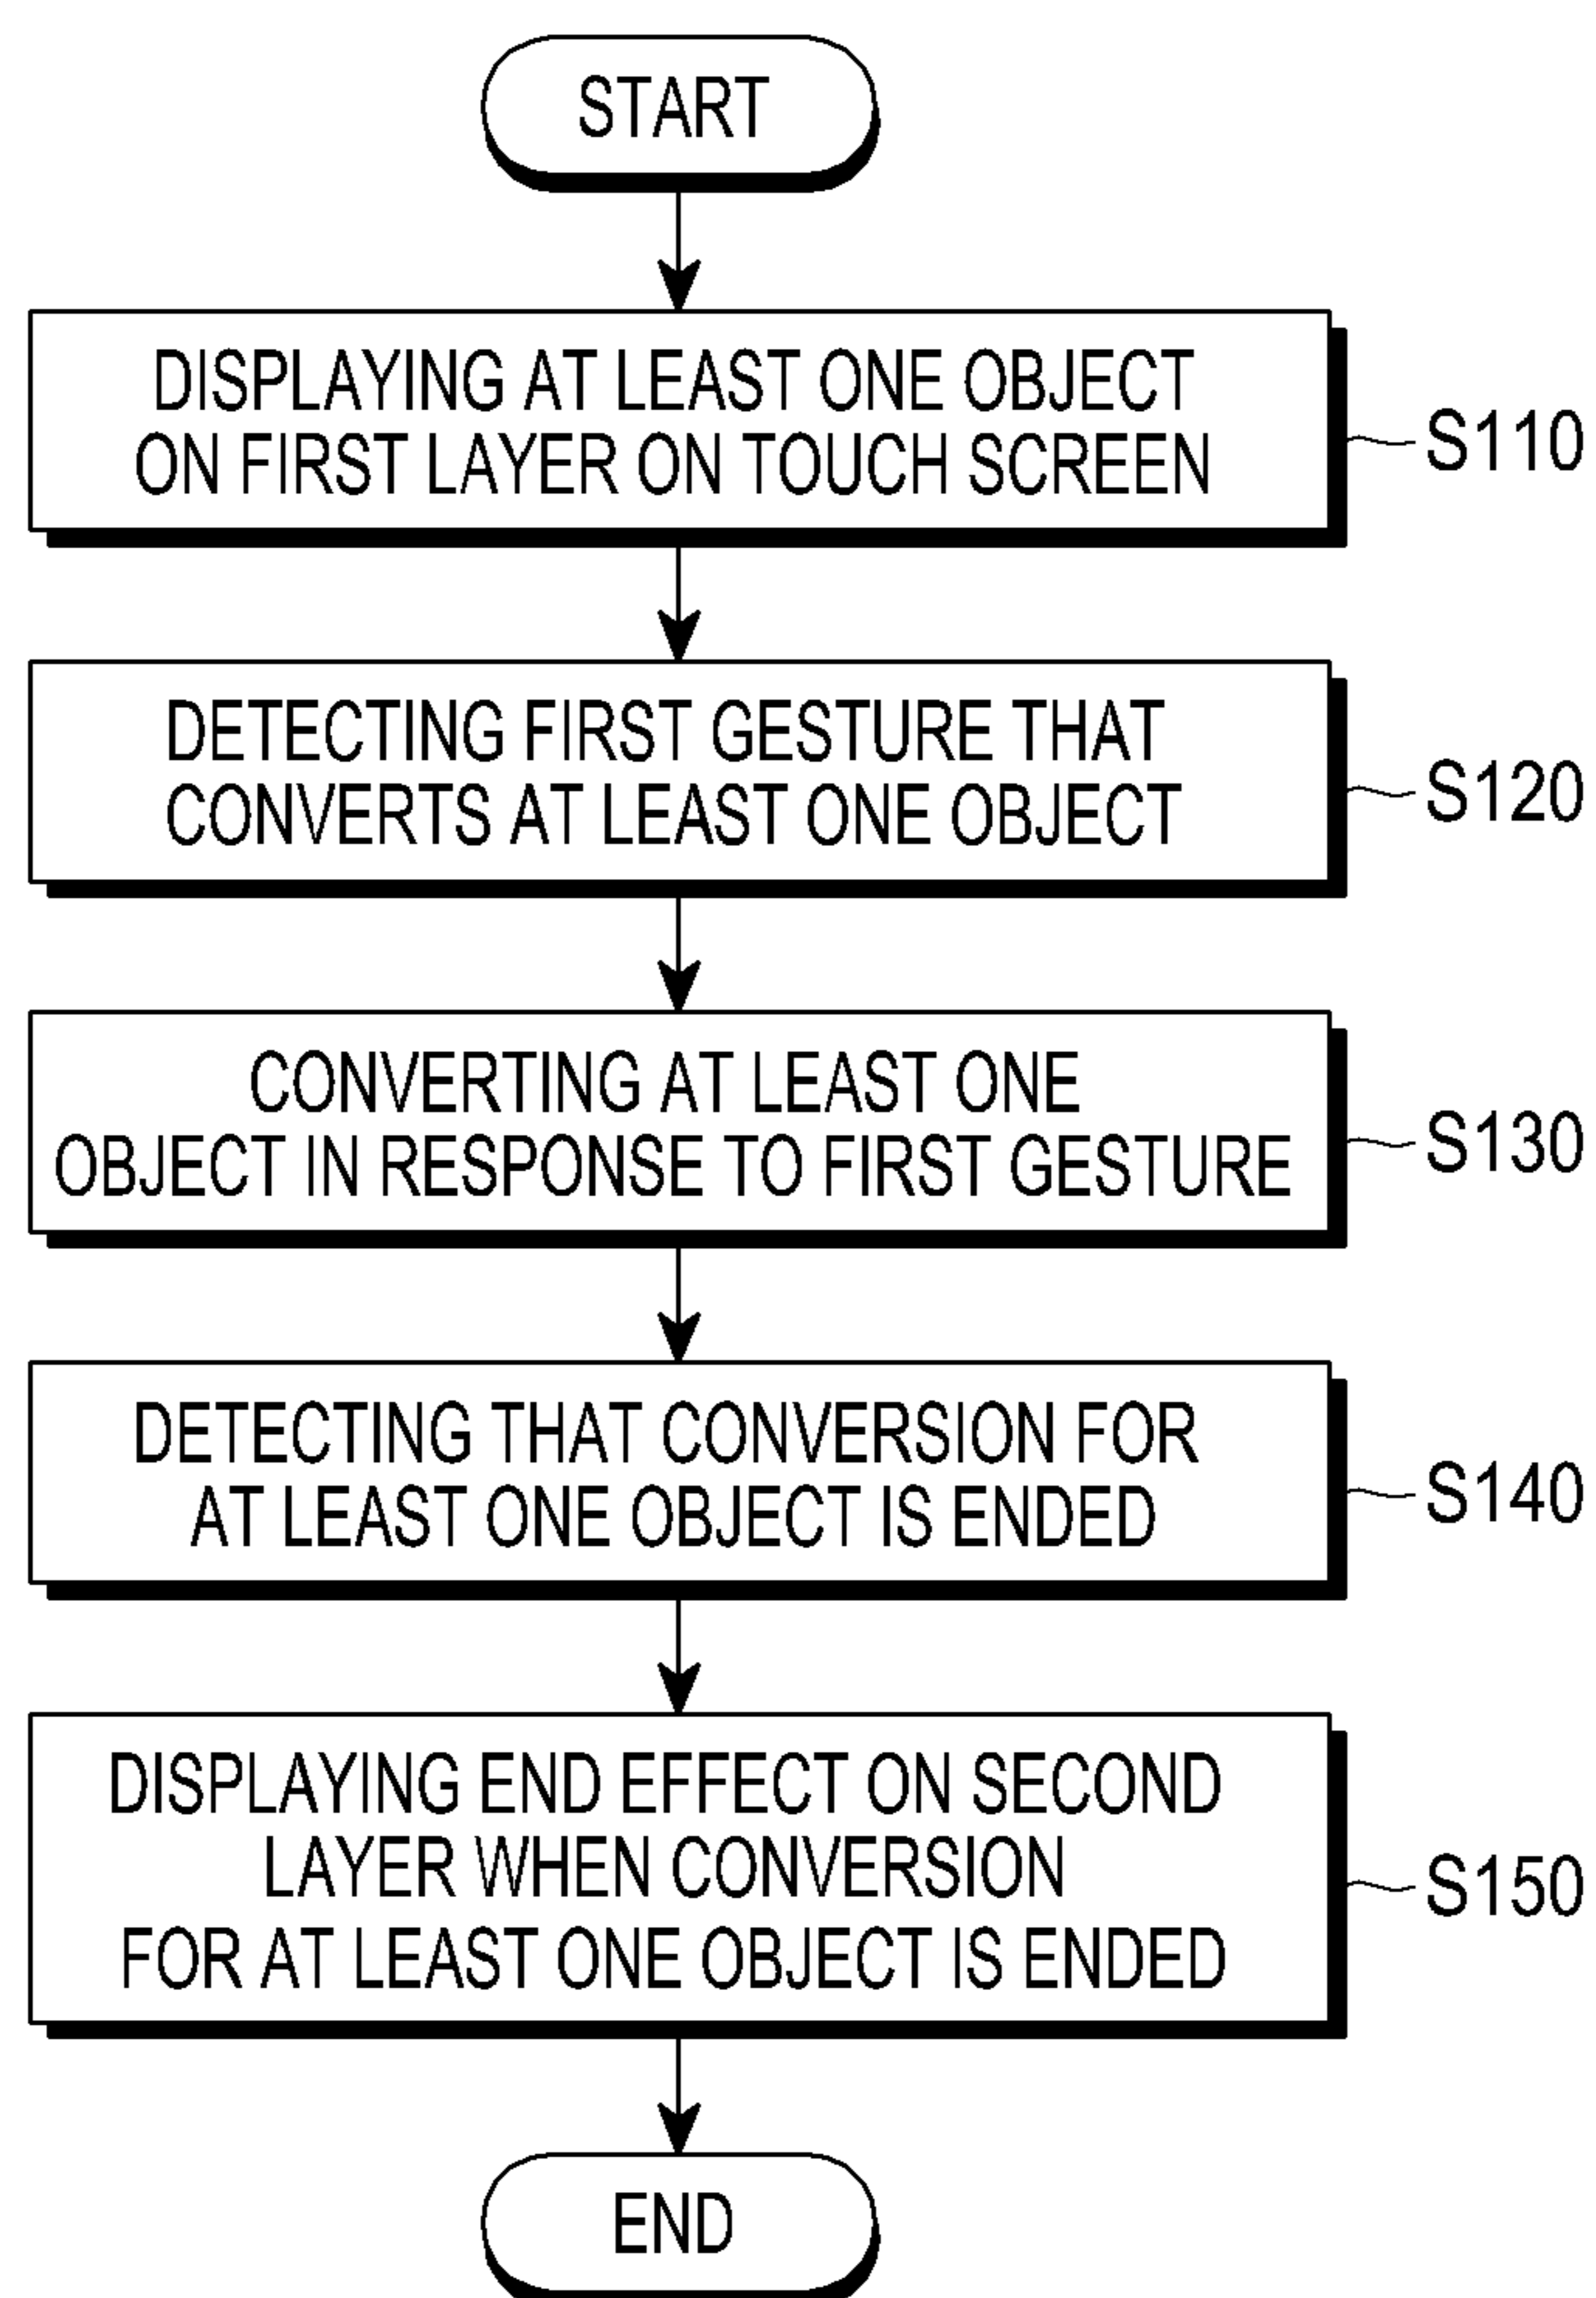 START
DISPLAYING AT LEAST ONE OBJECT
ON FIRST LAYER ON TOUCH SCREEN
S110
DETECTING FIRST GESTURE THAT
CONVERTS AT LEAST ONE OBJECT
S120
CONVERTING AT LEAST ONE
OBJECT IN RESPONSE TO FIRST GESTURE
S130
DETECTING THAT CONVERSION FOR
AT LEAST ONE OBJECT IS ENDED
S140
DISPLAYING END EFFECT ON SECOND
LAYER WHEN CONVERSION
FOR AT LEAST ONE OBJECT IS ENDED
S150
END